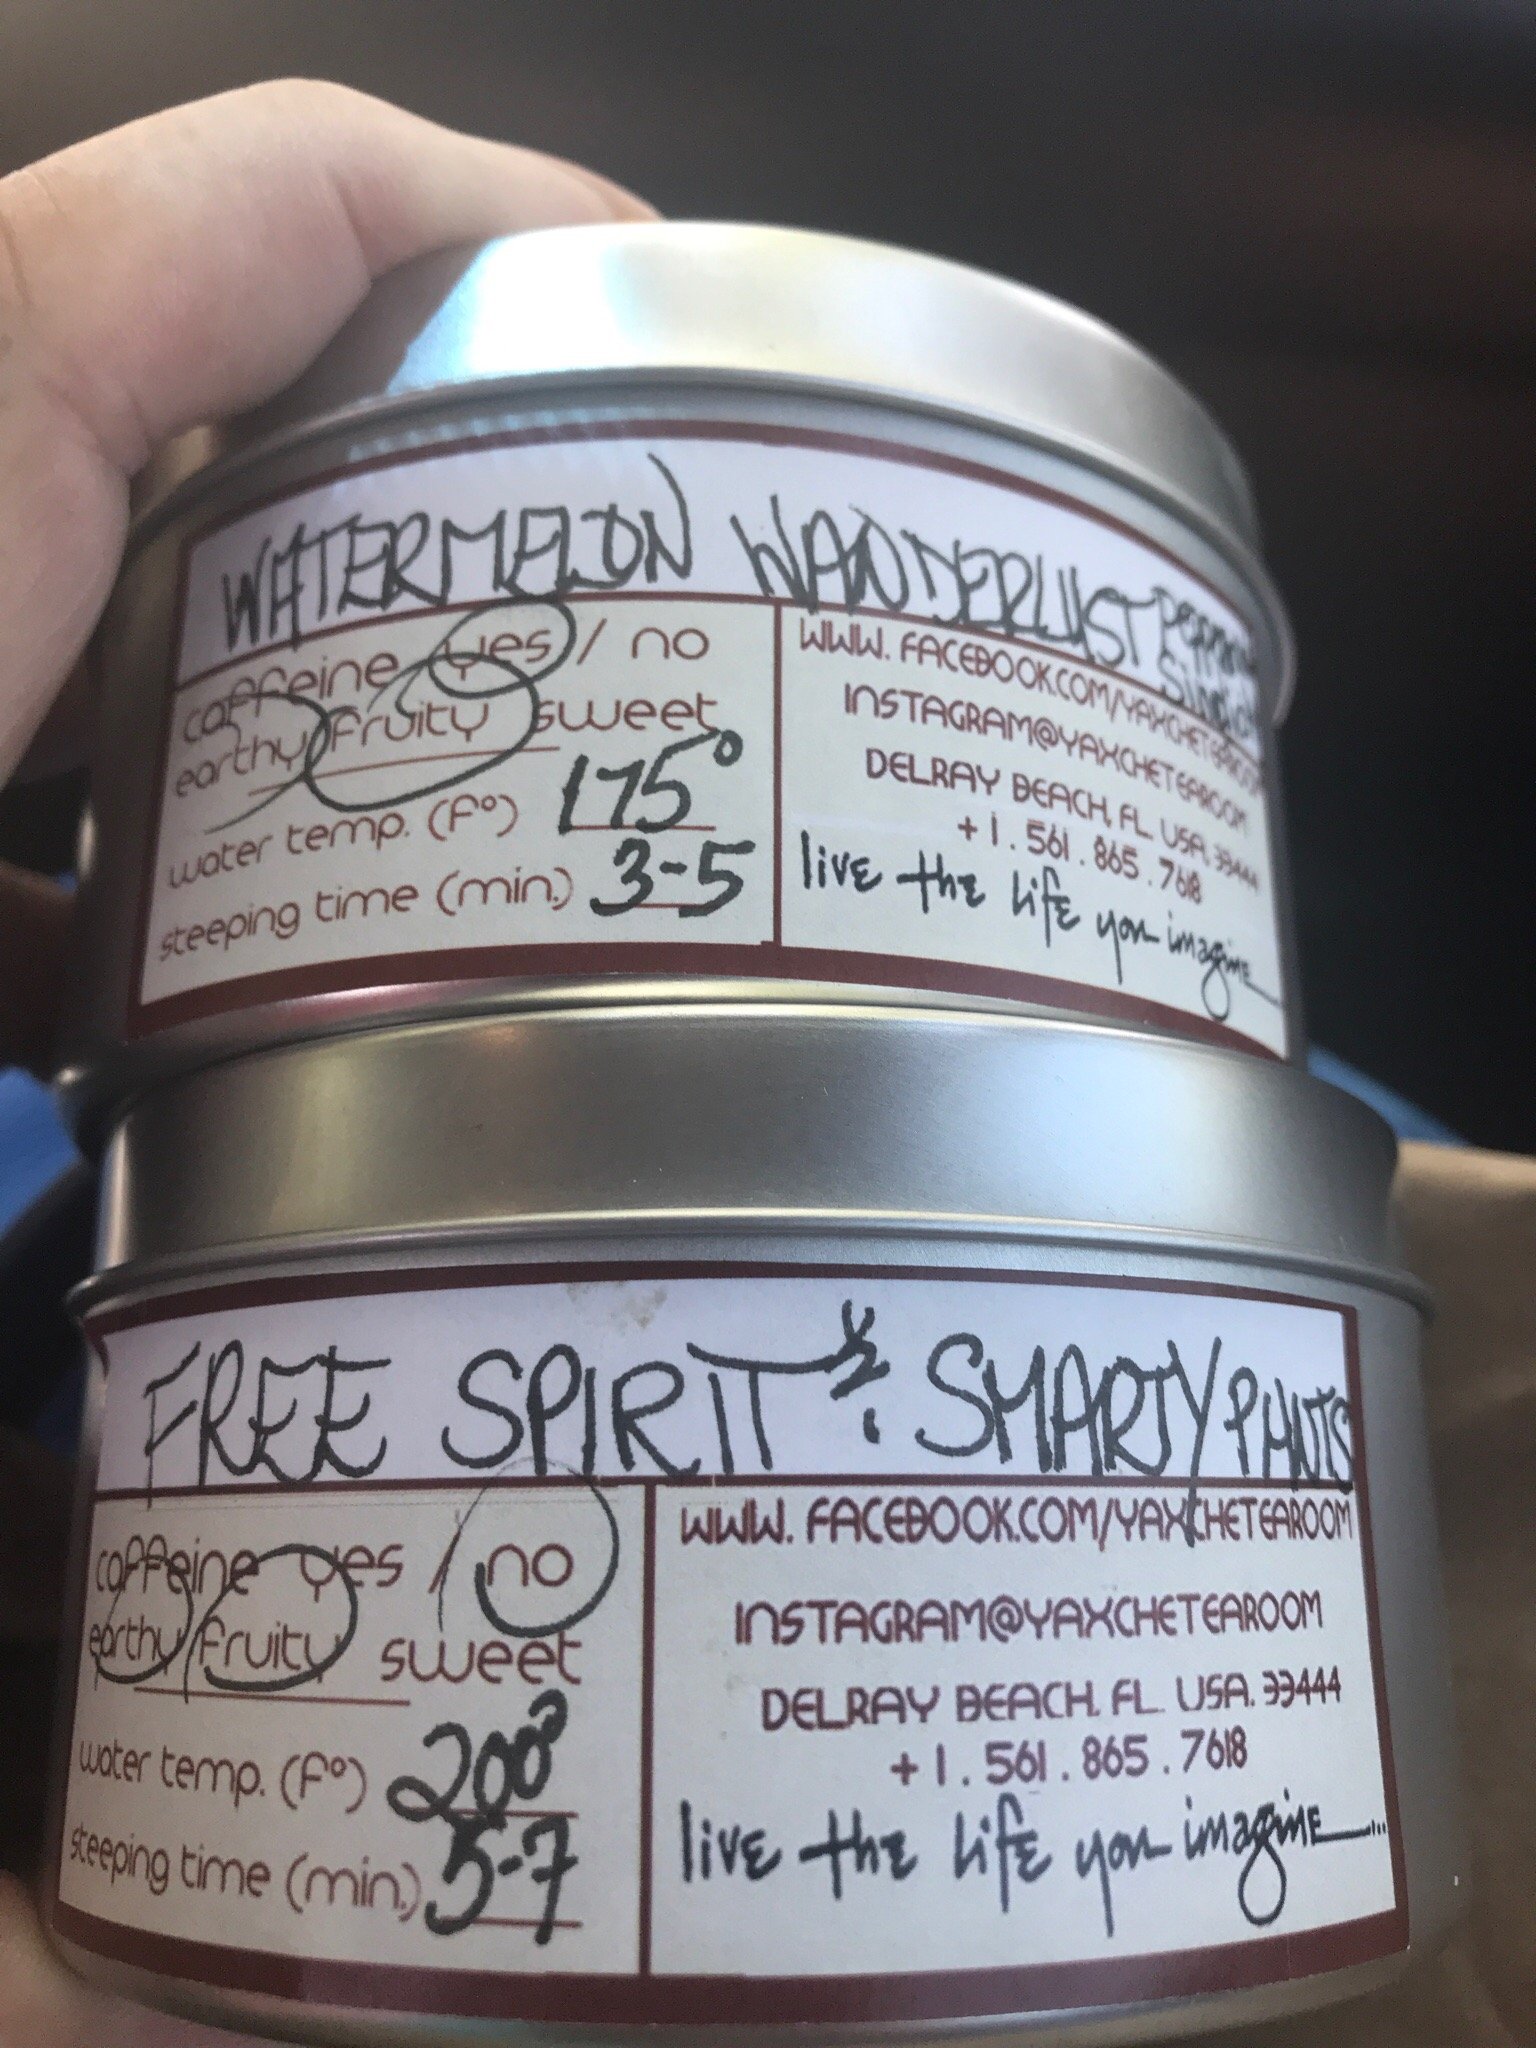 WATERMELON WANDERLUST
caffeine yes / no
earthy fruity sweet
water temp. (F°) 175°
steeping time (min.) 3-5
WWW. FACEBOOK.COM/YAXCHETEAROOM
INSTAGRAM@YAXCHETEAROOM
DELRAY BEACH, FL. USA. 33444
+1.561.865.7618
live the life you imagine
FREE SPIRIT & SMARTY PANTS
caffeine yes / no
earthy fruity sweet
water temp. (F°) 200°
steeping time (min.) 5-7
WWW. FACEBOOK.COM/YAXCHETEAROOM
INSTAGRAM@YAXCHETEAROOM
DELRAY BEACH, FL. USA. 33444
+1.561.865.7618
live the life you imagine.....